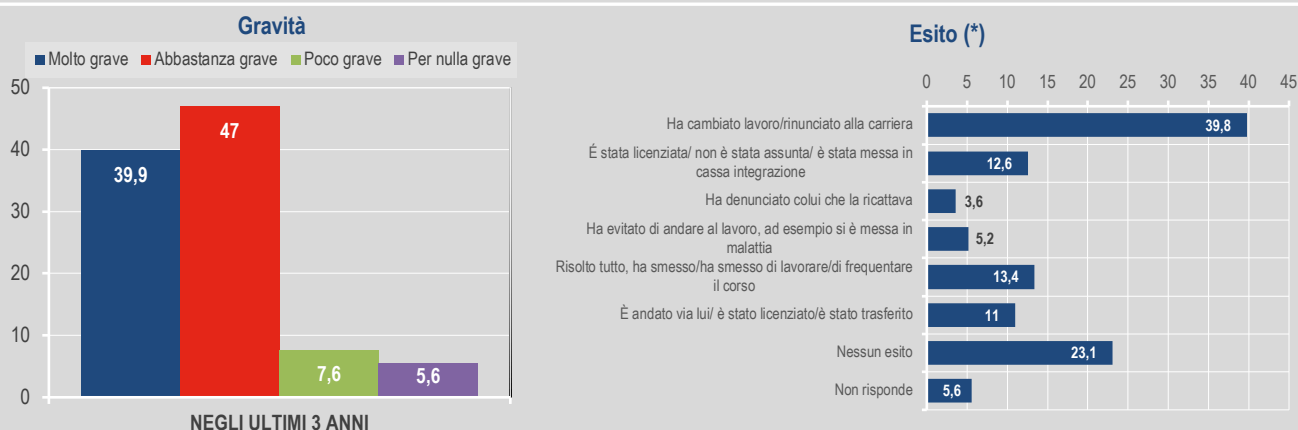 Gravità
Molto grave Abbastanza grave Poco grave Per nulla grave
50
40
30
20
10
0
39,9
47
7,6
5,6
NEGLI ULTIMI 3 ANNI
Esito (*)
0 5 10 15 20 25 30 35 40 45
Ha cambiato lavoro/rinunciato alla carriera
39,8
É stata licenziata/ non è stata assunta/ è stata messa in
cassa integrazione
12,6
Ha denunciato colui che la ricattava
3,6
Ha evitato di andare al lavoro, ad esempio si è messa in
malattia
5,2
Risolto tutto, ha smesso/ha smesso di lavorare/di frequentare
il corso
13,4
È andato via lui/ è stato licenziato/è stato trasferito
11
Nessun esito
23,1
Non risponde
5,6